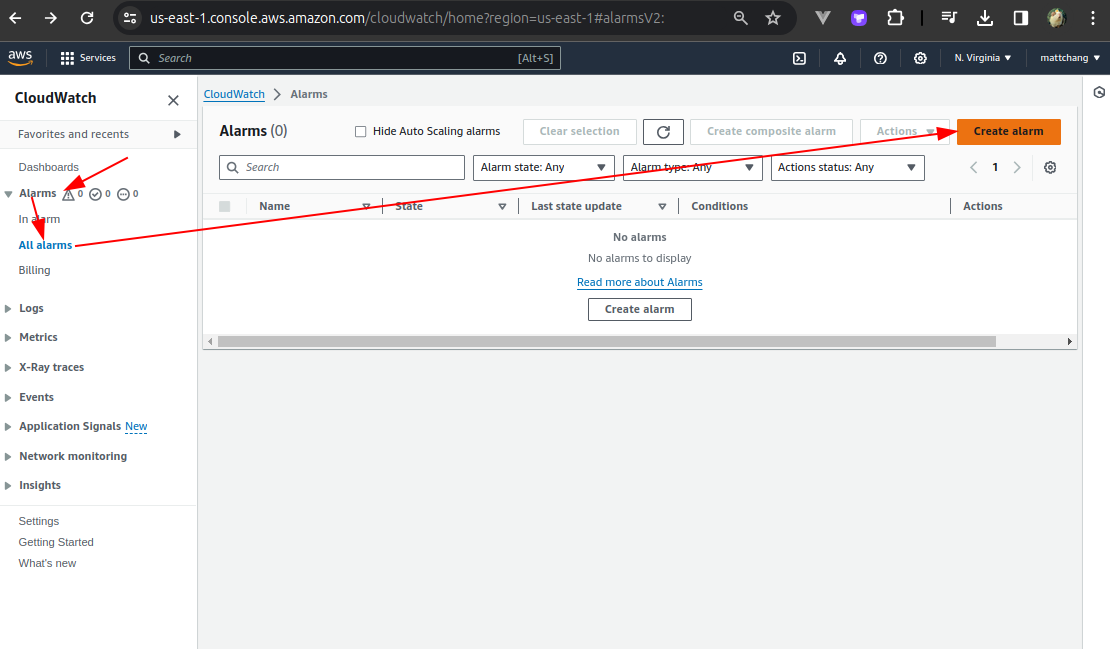 us-east-1.console.aws.amazon.com/cloudwatch/home?region=us-east-1#alarmsV2:
aws Services Search [Alt+S] N. Virginia mattchang
CloudWatch
Favorites and recents
Dashboards
Alarms 0 0 0
In alarm
All alarms
Billing
Logs
Metrics
X-Ray traces
Events
Application Signals New
Network monitoring
Insights
Settings
Getting Started
What's new
CloudWatch Alarms
Alarms (0) Hide Auto Scaling alarms Clear selection Create composite alarm Actions Create alarm
Search Alarm state: Any Alarm type: Any Actions status: Any 1
Name State Last state update Conditions Actions
No alarms
No alarms to display
Read more about Alarms
Create alarm